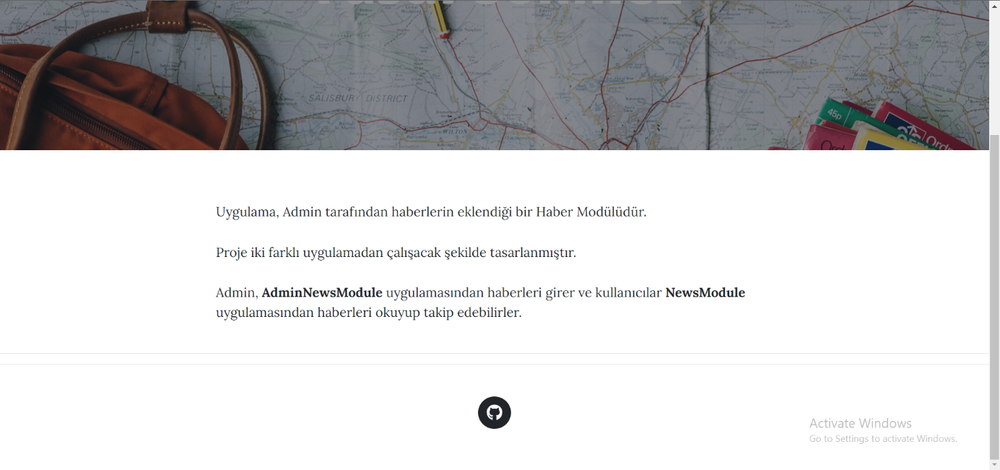 SALISBURY DISTRICT
WILTON
45p
Uygulama, Admin tarafından haberlerin eklendiği bir Haber Modülüdür.
Proje iki farklı uygulamadan çalışacak şekilde tasarlanmıştır.
Admin, AdminNewsModule uygulamasından haberleri girer ve kullanıcılar NewsModule
uygulamasından haberleri okuyup takip edebilirler.
Activate Windows
Go to Settings to activate Windows.